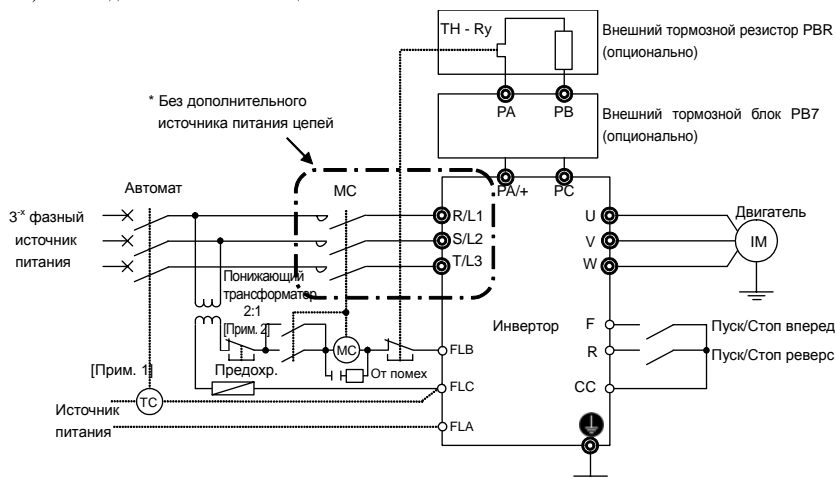 TH - Ry
Внешний тормозной резистор PBR
(опционально)
PA
PB
Внешний тормозной блок PB7
(опционально)
* Без дополнительного
источника питания цепей
PA/+
PC
Автомат
MC
3-х фазный
источник
питания
R/L1
S/L2
T/L3
U
V
W
Двигатель
IM
Понижающий
трансформатор
2:1
[Прим. 2]
Инвертор
F
R
CC
Пуск/Стоп вперед
Пуск/Стоп реверс
MC
FLB
[Прим. 1]
Предохр.
От помех
FLC
TC
Источник
питания
FLA